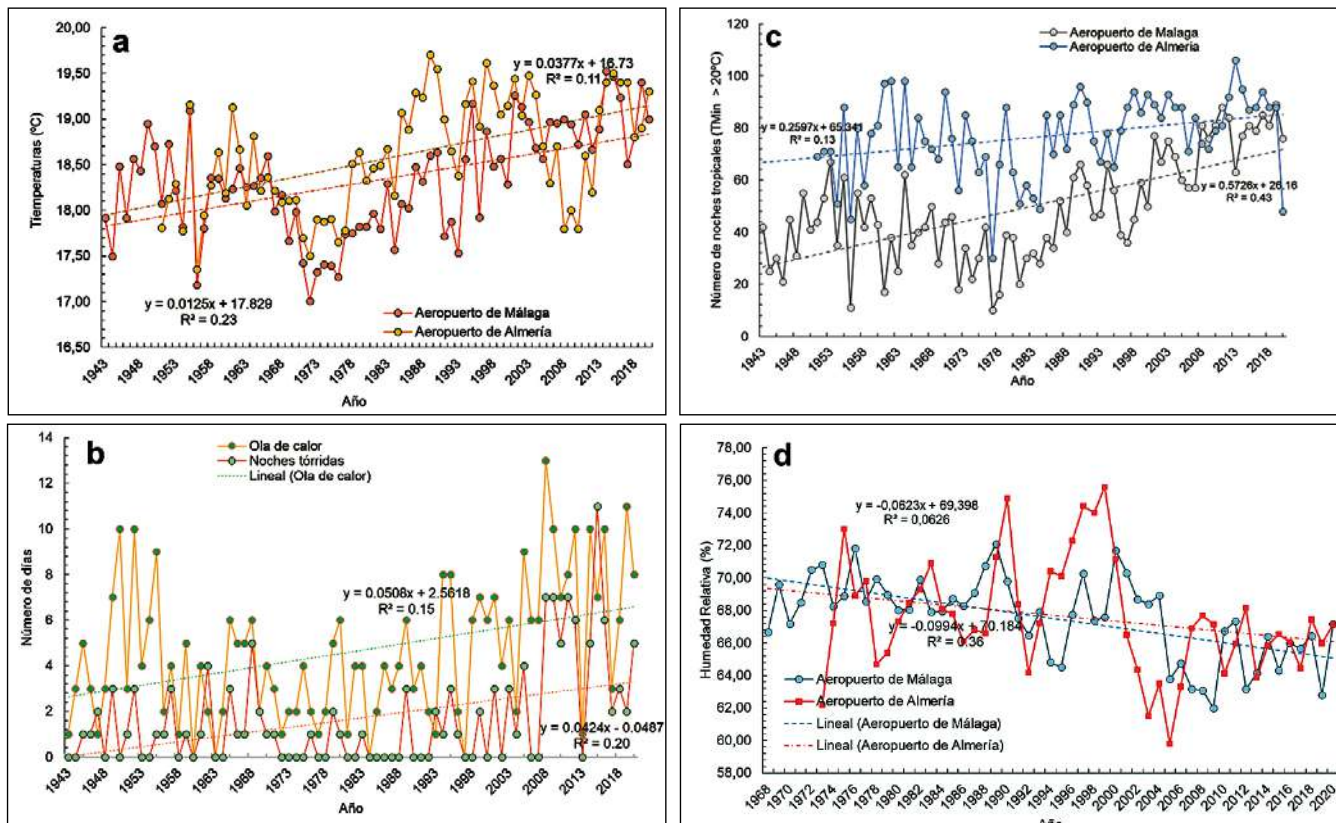 a
20,00
19,50
19,00
18,50
18,00
17,50
17,00
16,50
Tiemperaturas (ºC)
y = 0.0377x + 16.73
R² = 0.11
y = 0.0125x + 17.829
R² = 0.23
Aeropuerto de Málaga
Aeropuerto de Almería
1943
1948
1953
1958
1963
1968
1973
1978
1983
1988
1993
1998
2003
2008
2013
2018
Año
c
120
100
80
60
40
20
0
Número de noches tropicales (TMin > 20ºC)
Aeropuerto de Malaga
Aeropuerto de Almeria
y = 0.2597x + 65.341
R² = 0.13
y = 0.5726x + 26.16
R² = 0.43
1943
1948
1953
1958
1963
1968
1973
1978
1983
1988
1993
1998
2003
2008
2013
2018
Año
b
14
12
10
8
6
4
2
0
Número de días
Ola de calor
Noches tórridas
Lineal (Ola de calor)
y = 0.0508x + 2.5618
R² = 0.15
y = 0.0424x - 0.0487
R² = 0.20
1943
1948
1953
1958
1963
1968
1973
1978
1983
1988
1993
1998
2003
2008
2013
2018
Año
d
78,00
76,00
74,00
72,00
70,00
68,00
66,00
64,00
62,00
60,00
58,00
Humedad Relativa (%)
y = -0,0623x + 69,398
R² = 0,0626
y = -0.0994x + 70.184
R² = 0.36
Aeropuerto de Málaga
Aeropuerto de Almería
Lineal (Aeropuerto de Málaga)
Lineal (Aeropuerto de Almería)
1968
1970
1972
1974
1976
1978
1980
1982
1984
1986
1988
1990
1992
1994
1996
1998
2000
2002
2004
2006
2008
2010
2012
2014
2016
2018
2020
Año